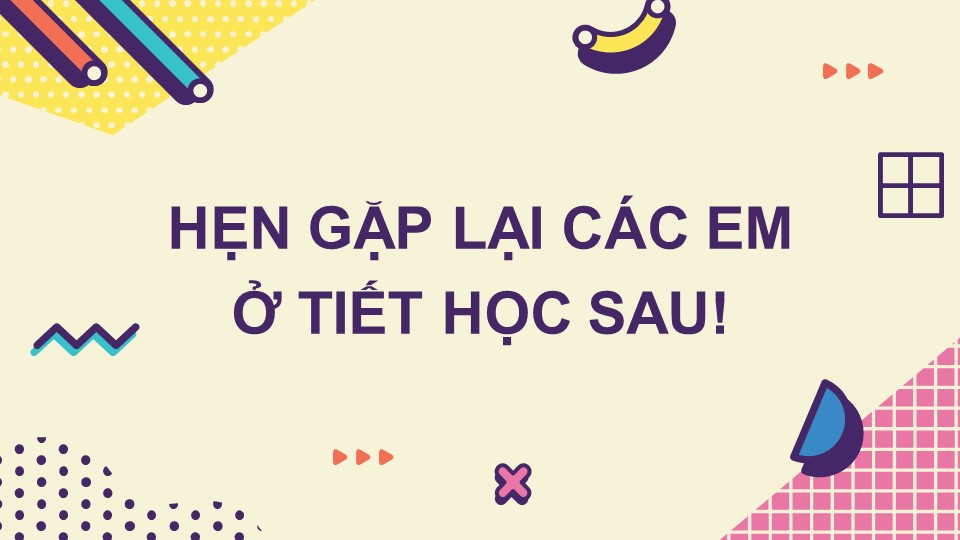 HẸN GẶP LẠI CÁC EM
Ở TIẾT HỌC SAU!